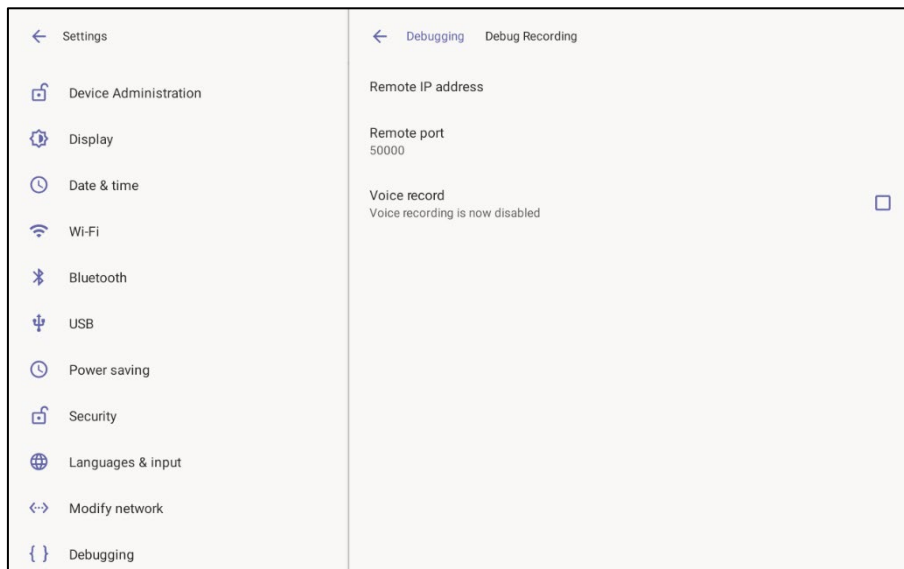 Settings
Device Administration
Display
Date & time
Wi-Fi
Bluetooth
USB
Power saving
Security
Languages & input
Modify network
Debugging
Debugging Debug Recording
Remote IP address
Remote port
50000
Voice record
Voice recording is now disabled